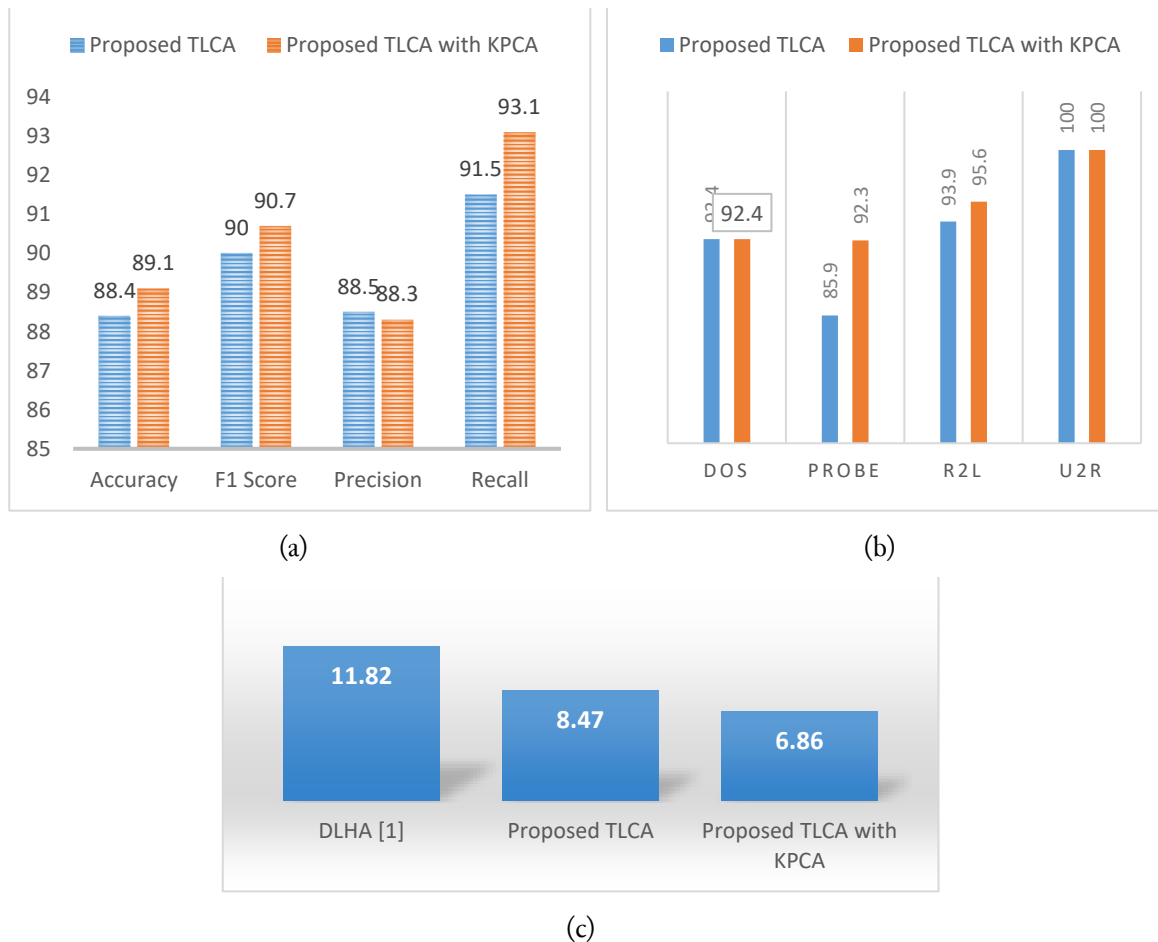 Proposed TLCA Proposed TLCA with KPCA
94
93
92
91
90
89
88
87
86
85
88.4 89.1 90 90.7 88.5 88.3 91.5 93.1
Accuracy F1 Score Precision Recall
(a)
Proposed TLCA Proposed TLCA with KPCA
92.4 92.4 85.9 92.3 93.9 95.6 100 100
DOS PROBE R2L U2R
(b)
11.82 8.47 6.86
DLHA [1] Proposed TLCA Proposed TLCA with
KPCA
(c)